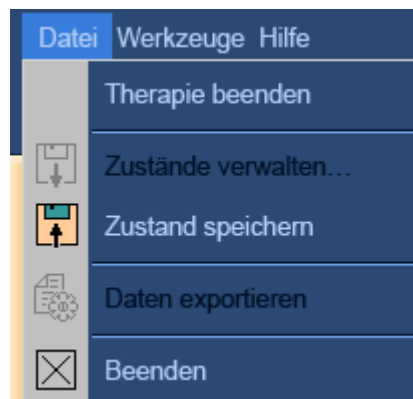 Datei Werkzeuge Hilfe
Therapie beenden
Zustände verwalten...
Zustand speichern
Daten exportieren
Beenden